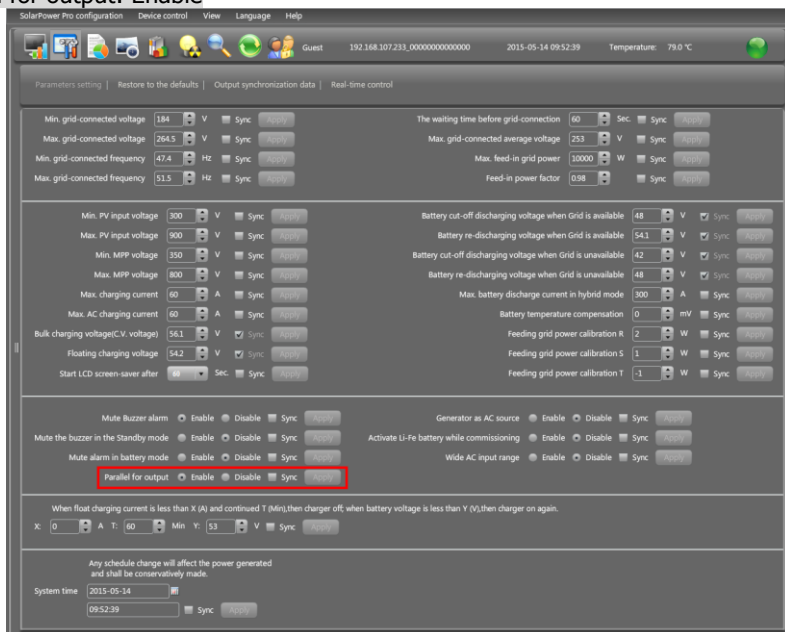 for output: Enable
SolarPower Pro configuration Device control View Language Help
Guest 192.168.107.233_00000000000000 2015-05-14 09:52:39 Temperature: 79.0 ℃
Parameters setting | Restore to the defaults | Output synchronization data | Real-time control
Min. grid-connected voltage 184 V Sync Apply The waiting time before grid-connection 60 Sec. Sync Apply
Max. grid-connected voltage 264.5 V Sync Apply Max. grid-connected average voltage 253 V Sync Apply
Min. grid-connected frequency 47.4 Hz Sync Apply Max. feed-in grid power 10000 W Sync Apply
Max. grid-connected frequency 51.5 Hz Sync Apply Feed-in power factor 0.98 Sync Apply
Min. PV input voltage 300 V Sync Apply Battery cut-off discharging voltage when Grid is available 48 V Sync Apply
Max. PV input voltage 900 V Sync Apply Battery re-discharging voltage when Grid is available 54.1 V Sync Apply
Min. MPP voltage 350 V Sync Apply Battery cut-off discharging voltage when Grid is unavailable 42 V Sync Apply
Max. MPP voltage 800 V Sync Apply Battery re-discharging voltage when Grid is unavailable 48 V Sync Apply
Max. charging current 60 A Sync Apply Max. battery discharge current in hybrid mode 300 A Sync Apply
Max. AC charging current 60 A Sync Apply Battery temperature compensation 0 mV Sync Apply
Bulk charging voltage(C.V. voltage) 56.1 V Sync Apply Feeding grid power calibration R 2 W Sync Apply
Floating charging voltage 54.2 V Sync Apply Feeding grid power calibration S 1 W Sync Apply
Start LCD screen-saver after 60 Sec. Sync Apply Feeding grid power calibration T -1 W Sync Apply
Mute Buzzer alarm Enable Disable Sync Apply Generator as AC source Enable Disable Sync Apply
Mute the buzzer in the Standby mode Enable Disable Sync Apply Activate Li-Fe battery while commissioning Enable Disable Sync Apply
Mute alarm in battery mode Enable Disable Sync Apply Wide AC input range Enable Disable Sync Apply
Parallel for output Enable Disable Sync Apply
When float charging current is less than X (A) and continued T (Min),then charger off; when battery voltage is less than Y (V),then charger on again.
X: 0 A T: 60 Min Y: 53 V Sync Apply
Any schedule change will affect the power generated
and shall be conservatively made.
System time 2015-05-14
09:52:39 Sync Apply